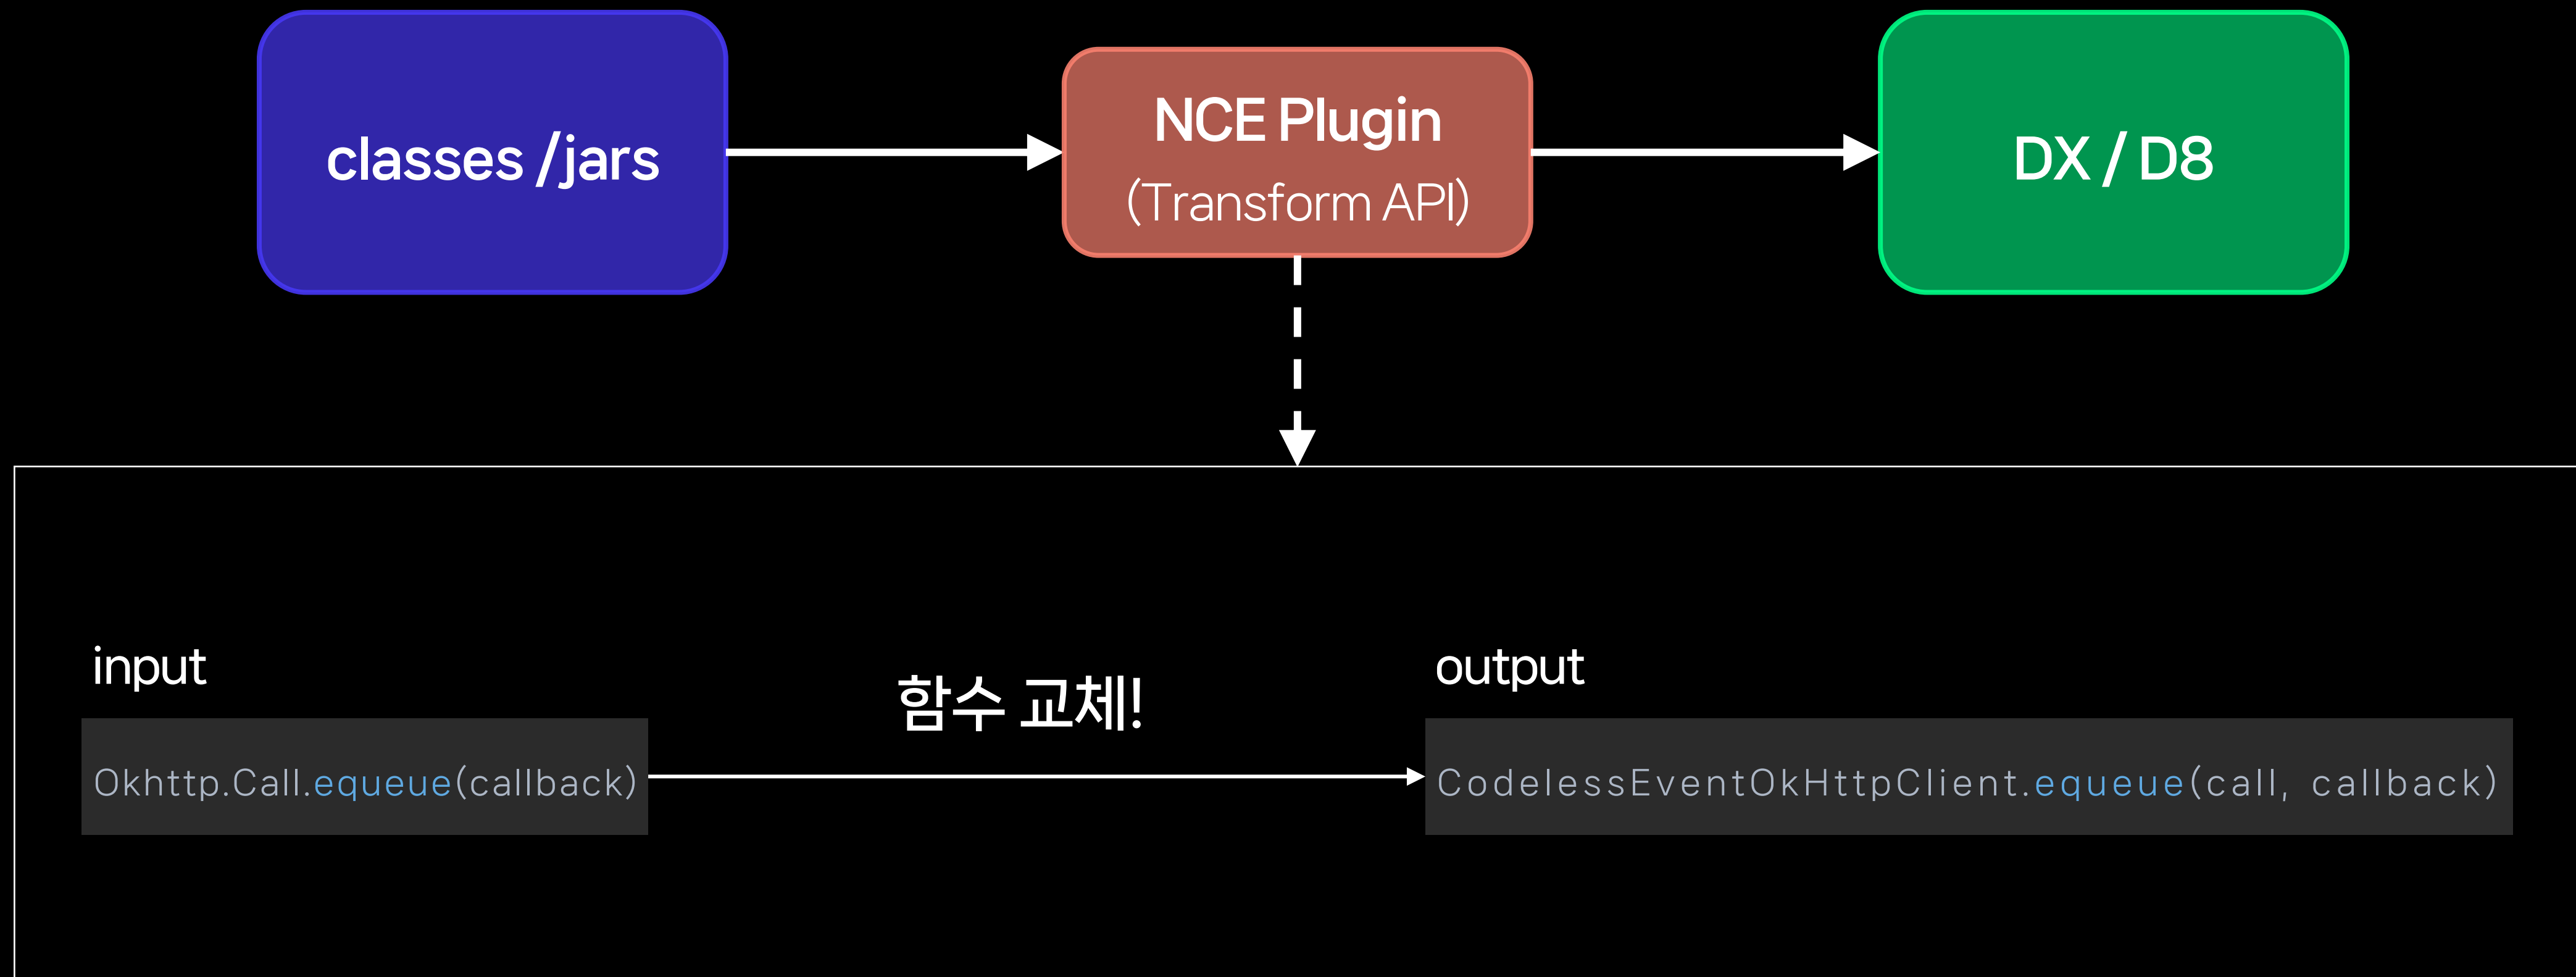 classes /jars
NCE Plugin
(Transform API)
DX / D8
input
함수 교체!
output
Okhttp.Call.equeue(callback)
CodelessEventOkHttpClient.equeue(call, callback)